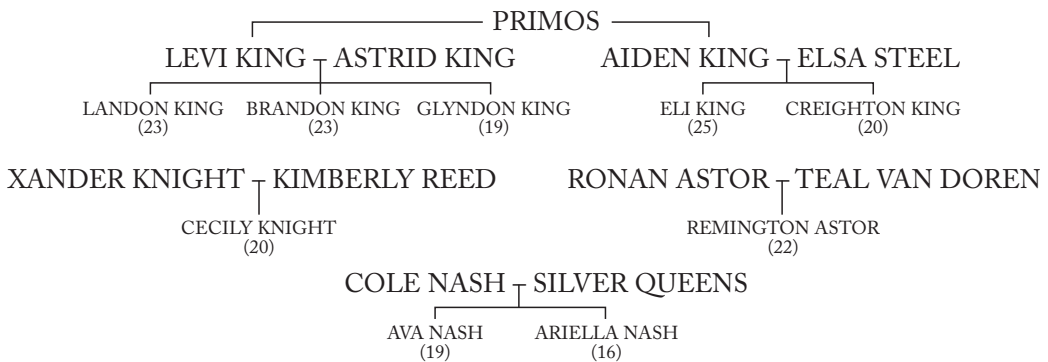 PRIMOS
LEVI KING ASTRID KING AIDEN KING ELSA STEEL
LANDON KING BRANDON KING GLYNDON KING ELI KING CREIGHTON KING
(23) (23) (19) (25) (20)
XANDER KNIGHT KIMBERLY REED RONAN ASTOR TEAL VAN DOREN
CECILY KNIGHT REMINGTON ASTOR
(20) (22)
COLE NASH SILVER QUEENS
AVA NASH ARIELLA NASH
(19) (16)